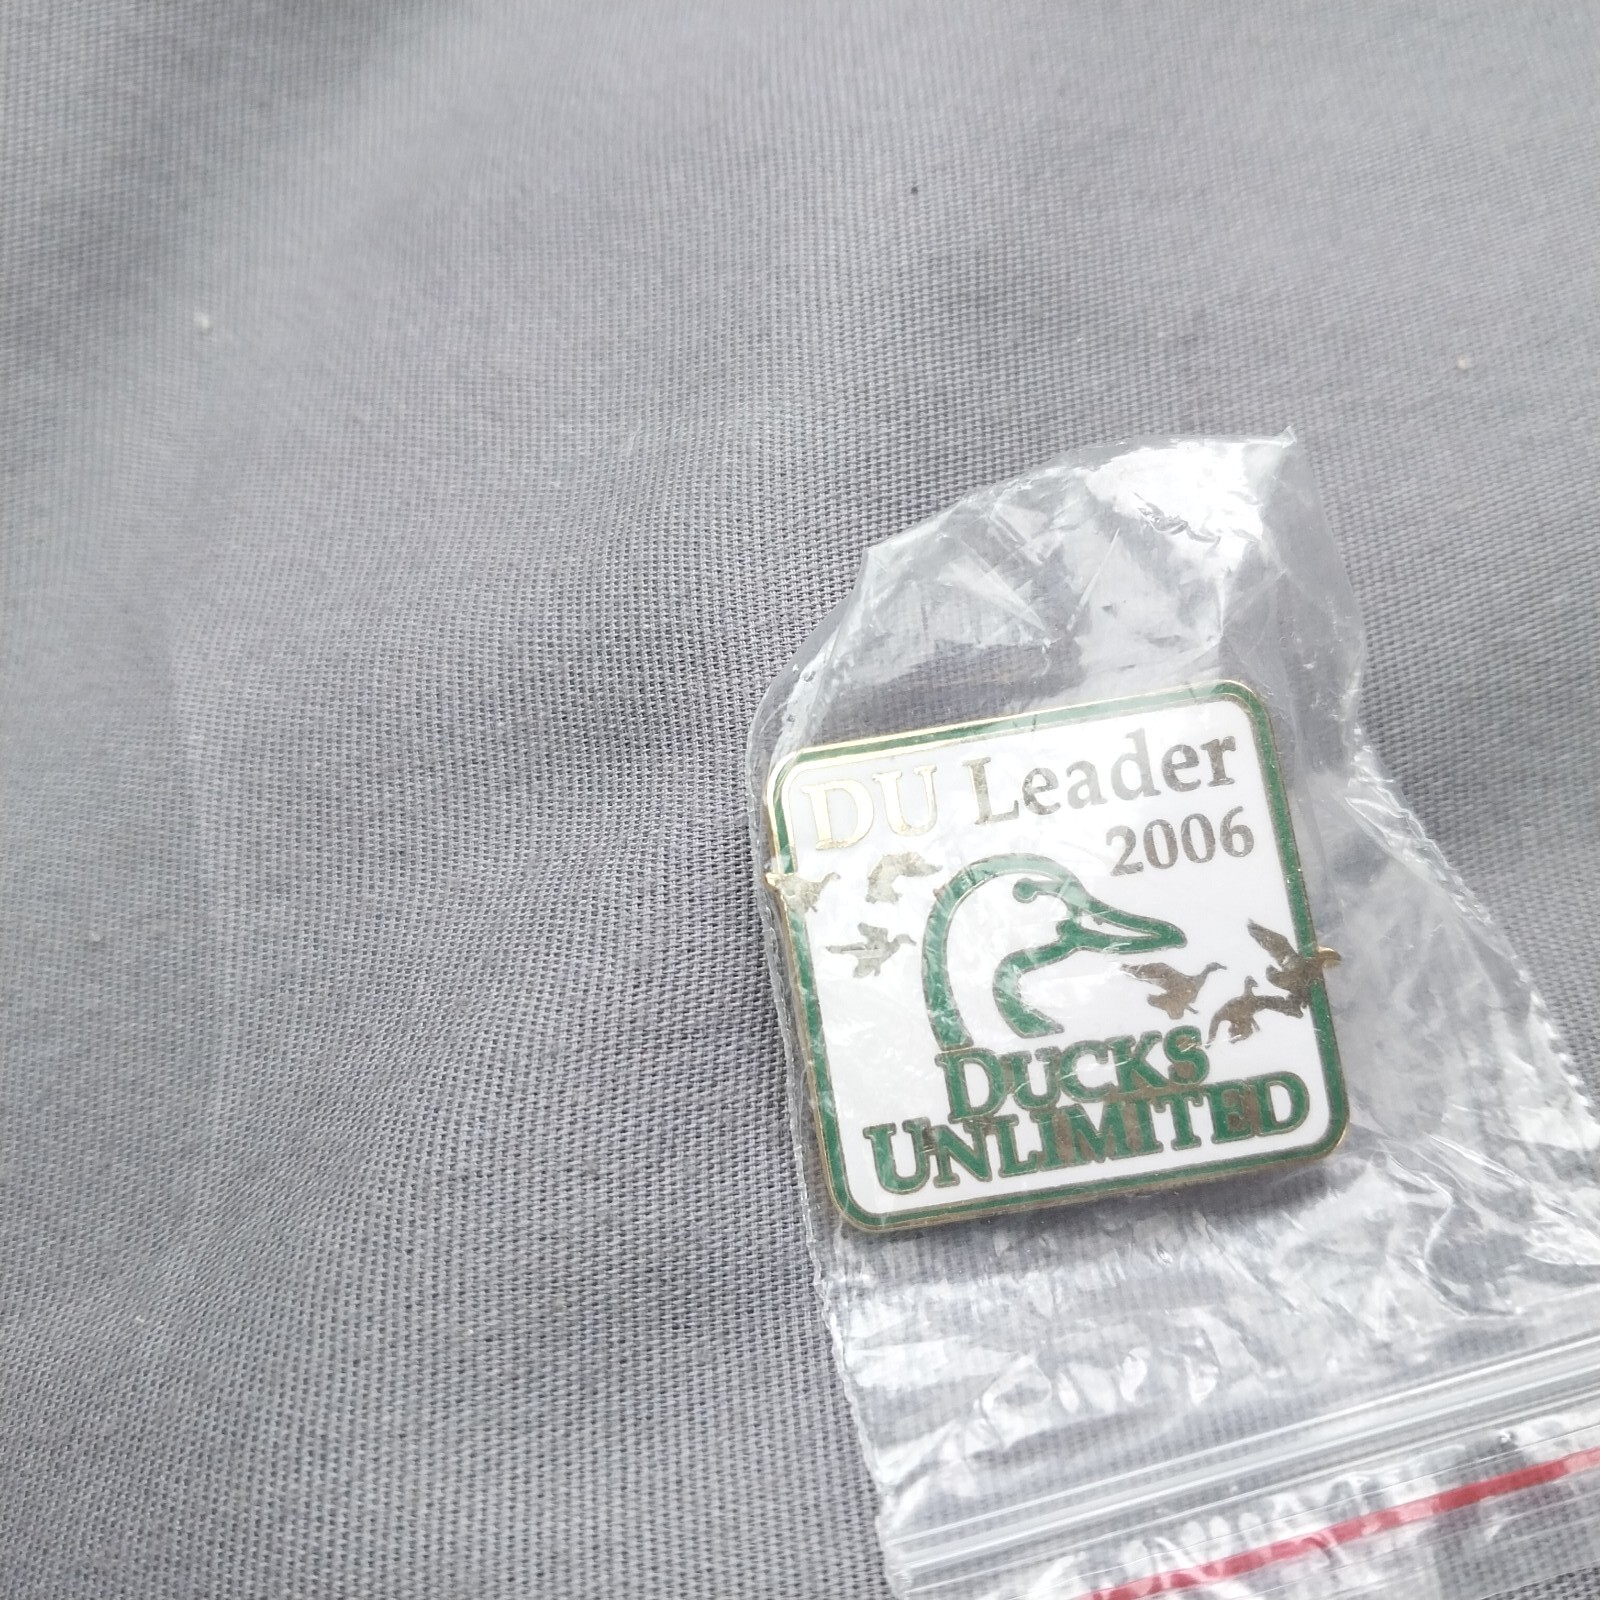 DU Leader
2006
DUCKS
UNLIMITED